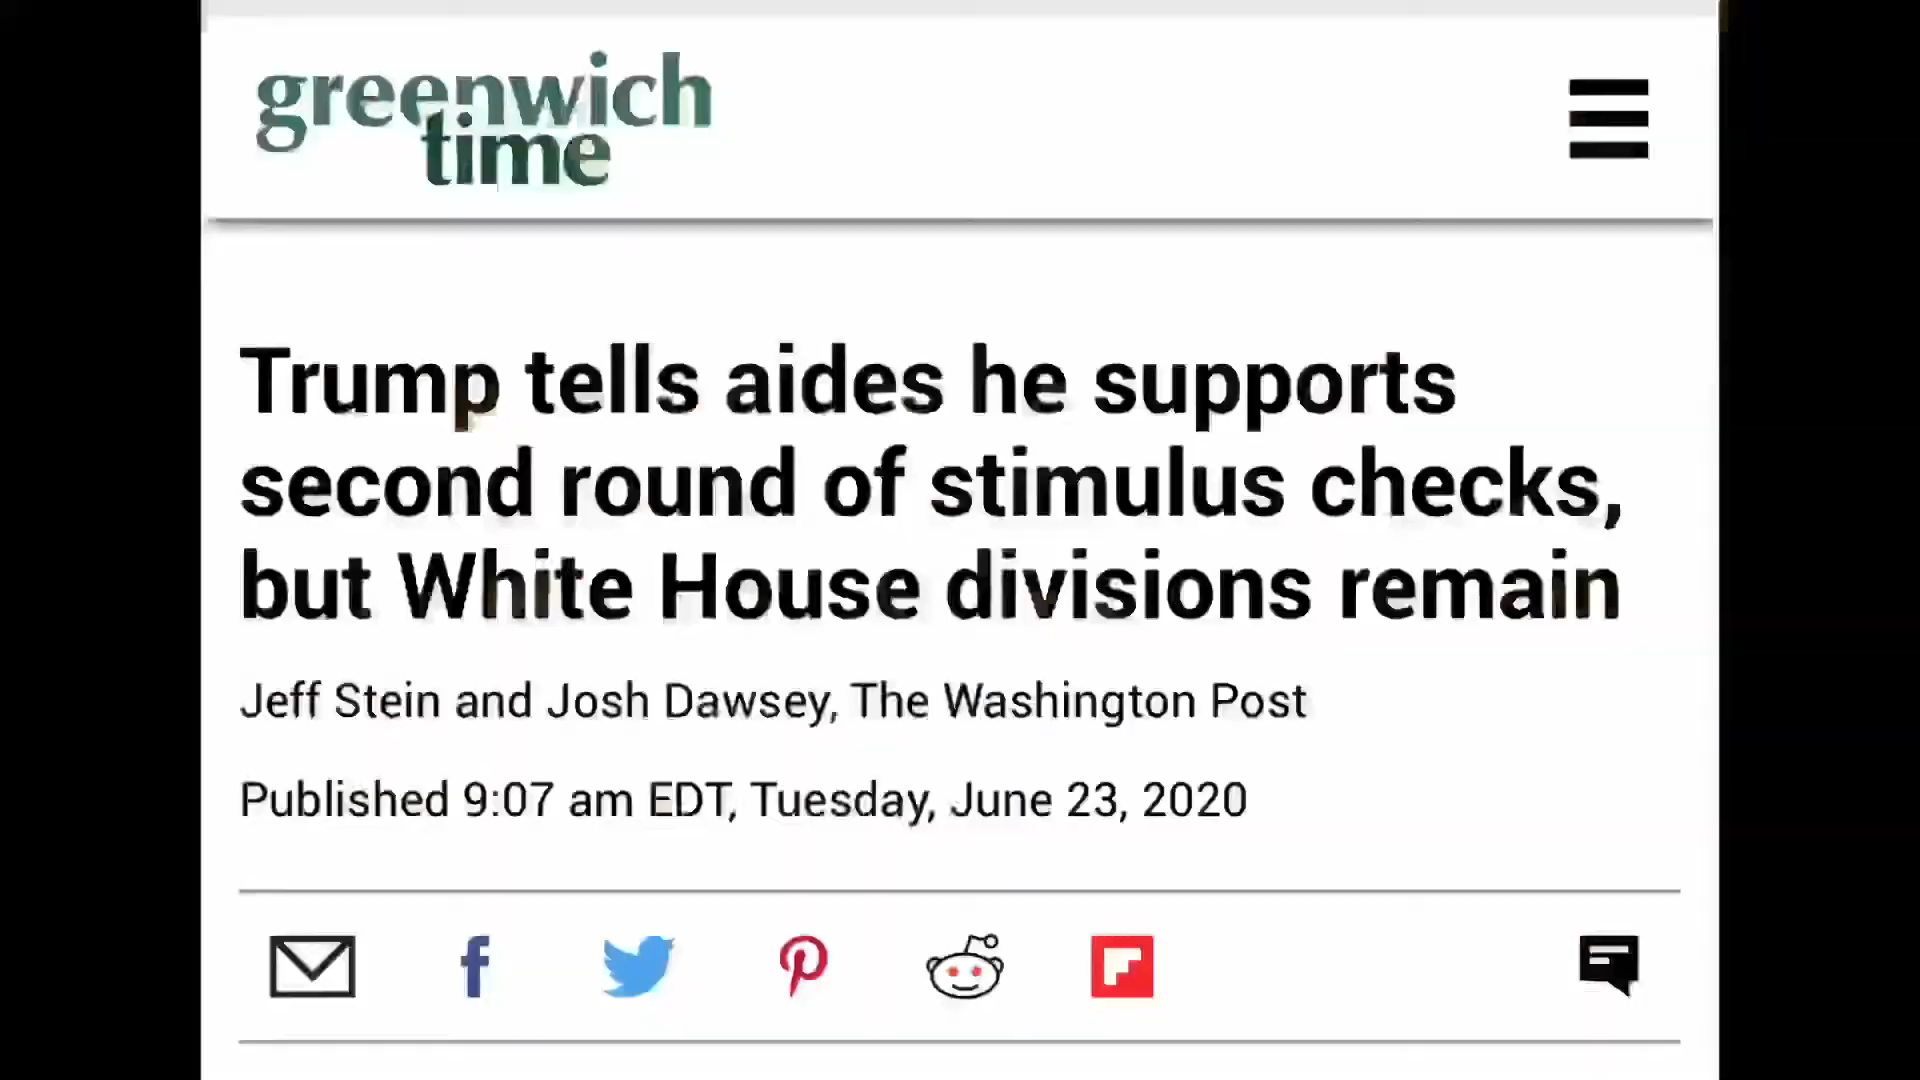 greenwich
time
Trump tells aides he supports
second round of stimulus checks,
but White House divisions remain
Jeff Stein and Josh Dawsey, The Washington Post
Published 9:07 am EDT, Tuesday, June 23, 2020